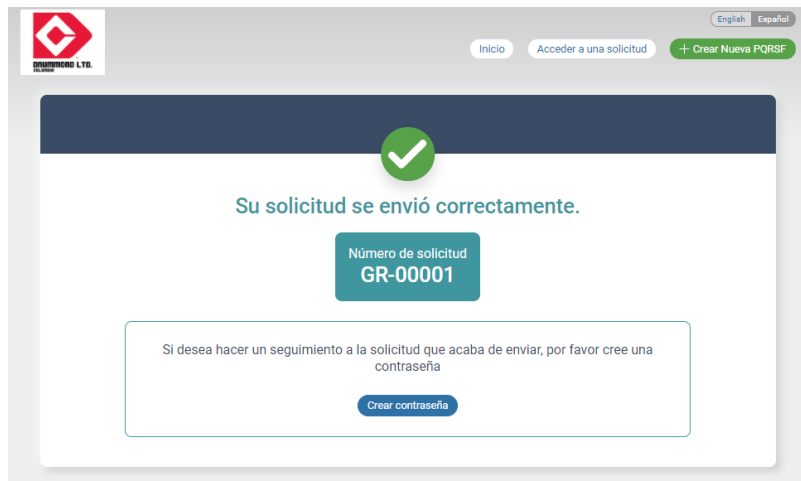 English Español
DRUMMOND LTD.
COLOMBIA
Inicio Acceder a una solicitud + Crear Nueva PQRSF
Su solicitud se envió correctamente.
Número de solicitud
GR-00001
Si desea hacer un seguimiento a la solicitud que acaba de enviar, por favor cree una
contraseña
Crear contraseña